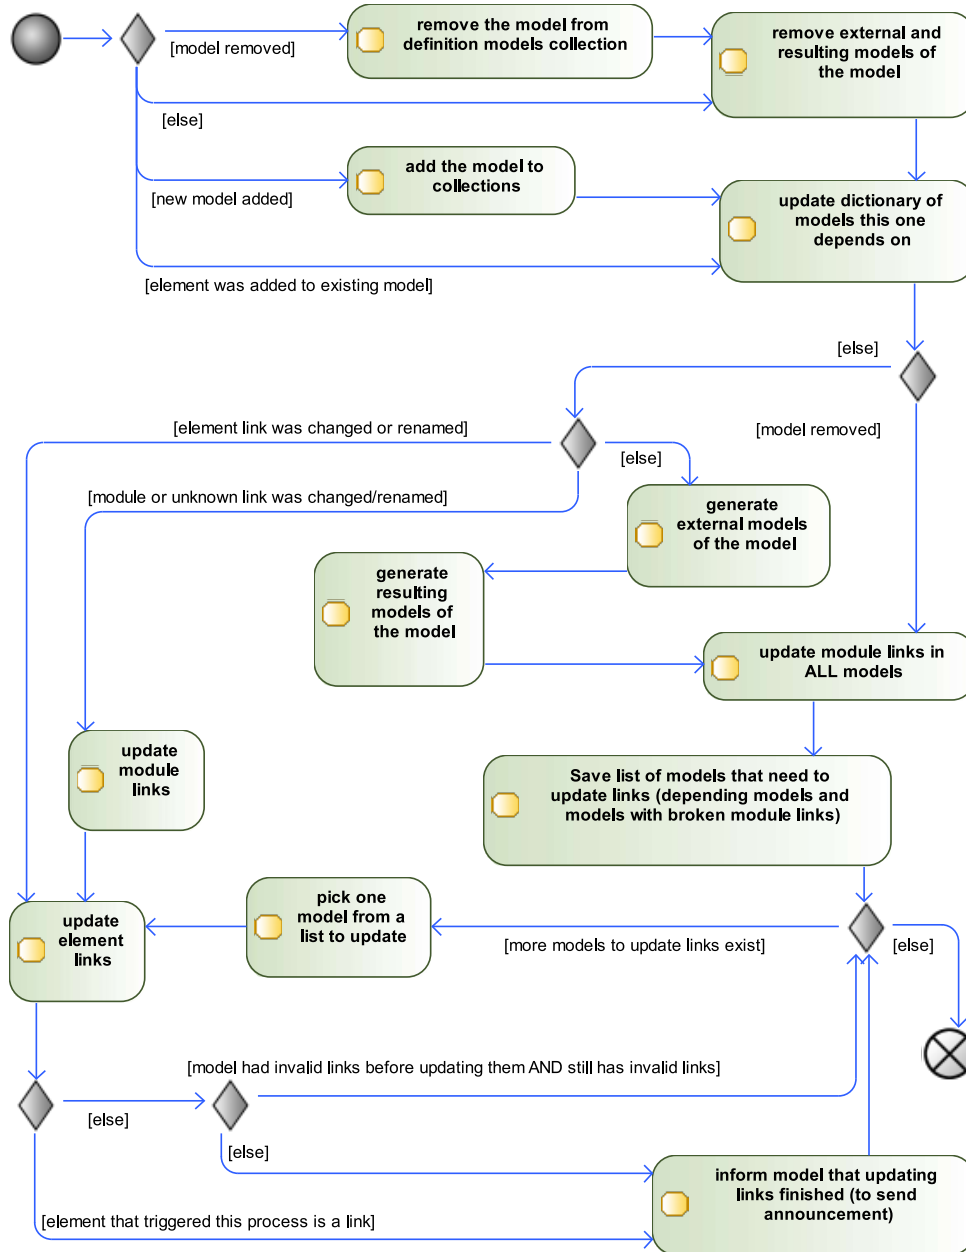 remove the model from
definition models collection
remove external and
resulting models of
the model
[model removed]
[else]
add the model to
collections
[new model added]
update dictionary of
models this one
depends on
[element was added to existing model]
[else]
[element link was changed or renamed]
[model removed]
[else]
[module or unknown link was changed/renamed]
generate
external models
of the model
generate
resulting
models of
the model
update module links in
ALL models
update
module
links
Save list of models that need to
update links (depending models and
models with broken module links)
pick one
model from a
list to update
update
element
links
[more models to update links exist]
[else]
[model had invalid links before updating them AND still has invalid links]
[else]
[else]
inform model that updating
links finished (to send
announcement)
[element that triggered this process is a link]